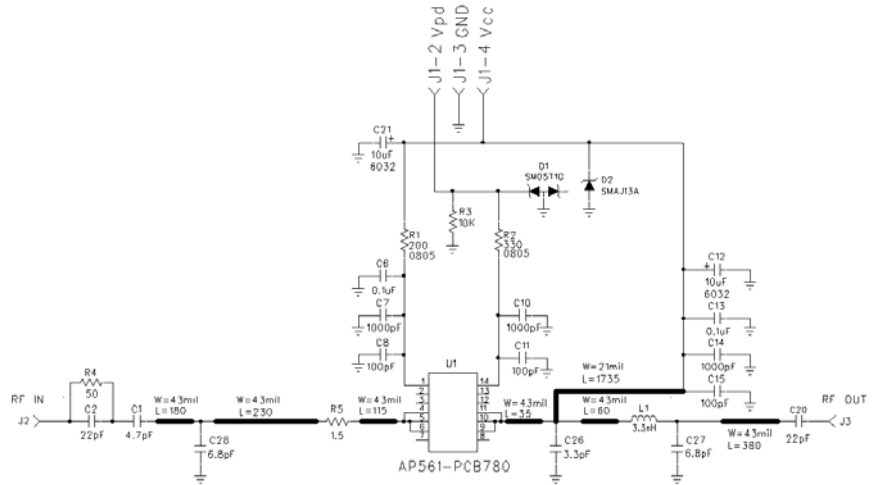 J1-2 Vpd
J1-3 GND
J1-4 Vcc
C21
+
10uF
6032
D1
SM05T1G
D2
SMAJ13A
R3
10K
R1
200
0805
R2
330
0805
C6
0.1uF
C7
1000pF
C8
100pF
C10
1000pF
C11
100pF
+
C12
10uF
6032
C13
0.1uF
C14
1000pF
C15
100pF
U1
1
2
3
4
5
6
7
14
13
12
11
10
9
8
AP561-PCB780
RF IN
J2
R4
50
C2
22pF
C1
4.7pF
W=43mil
L=180
C28
6.8pF
W=43mil
L=230
R5
1.5
W=43mil
L=115
W=43mil
L=35
W=21mil
L=1735
W=43mil
L=60
C26
3.3pF
L1
3.3nH
C27
6.8pF
W=43mil
L=380
C20
22pF
RF OUT
J3